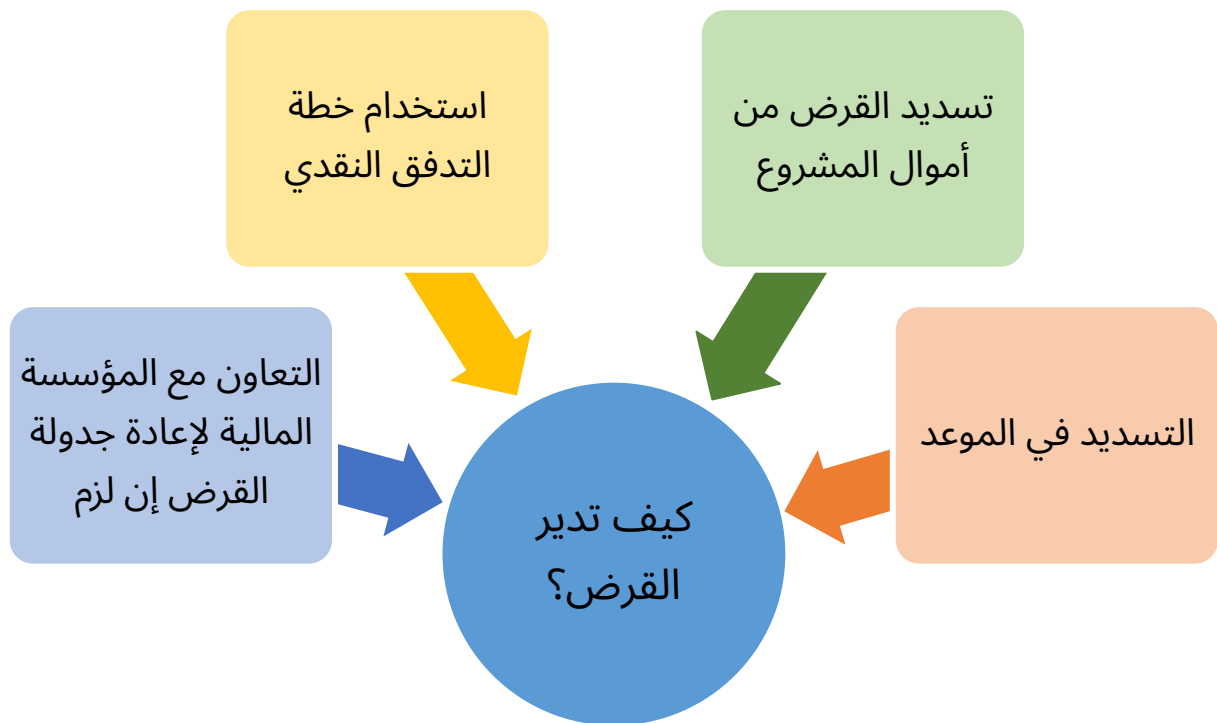 استخدام خطة
التدفق النقدي
تسديد القرض من
أموال المشروع
التعاون مع المؤسسة
المالية لإعادة جدولة
القرض إن لزم
التسديد في الموعد
كيف تدير
القرض؟